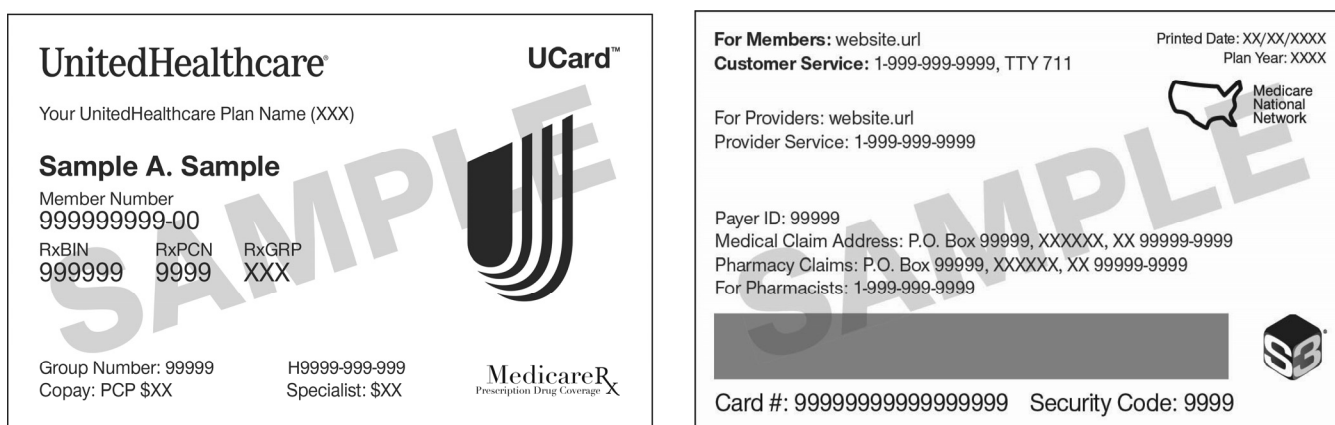 UnitedHealthcare®
UCard™
Your UnitedHealthcare Plan Name (XXX)
Sample A. Sample
Member Number
999999999-00
RxBIN RxPCN RxGRP
999999 9999 XXX
Group Number: 99999 H9999-999-999
Copay: PCP $XX Specialist: $XX
MedicareRx
Prescription Drug Coverage
SAMPLE
For Members: website.url
Customer Service: 1-999-999-9999, TTY 711
Printed Date: XX/XX/XXXX
Plan Year: XXXX
Medicare
National
Network
For Providers: website.url
Provider Service: 1-999-999-9999
Payer ID: 99999
Medical Claim Address: P.O. Box 99999, XXXXXX, XX 99999-9999
Pharmacy Claims: P.O. Box 99999, XXXXXX, XX 99999-9999
For Pharmacists: 1-999-999-9999
S3
Card #: 99999999999999999 Security Code: 9999
SAMPLE